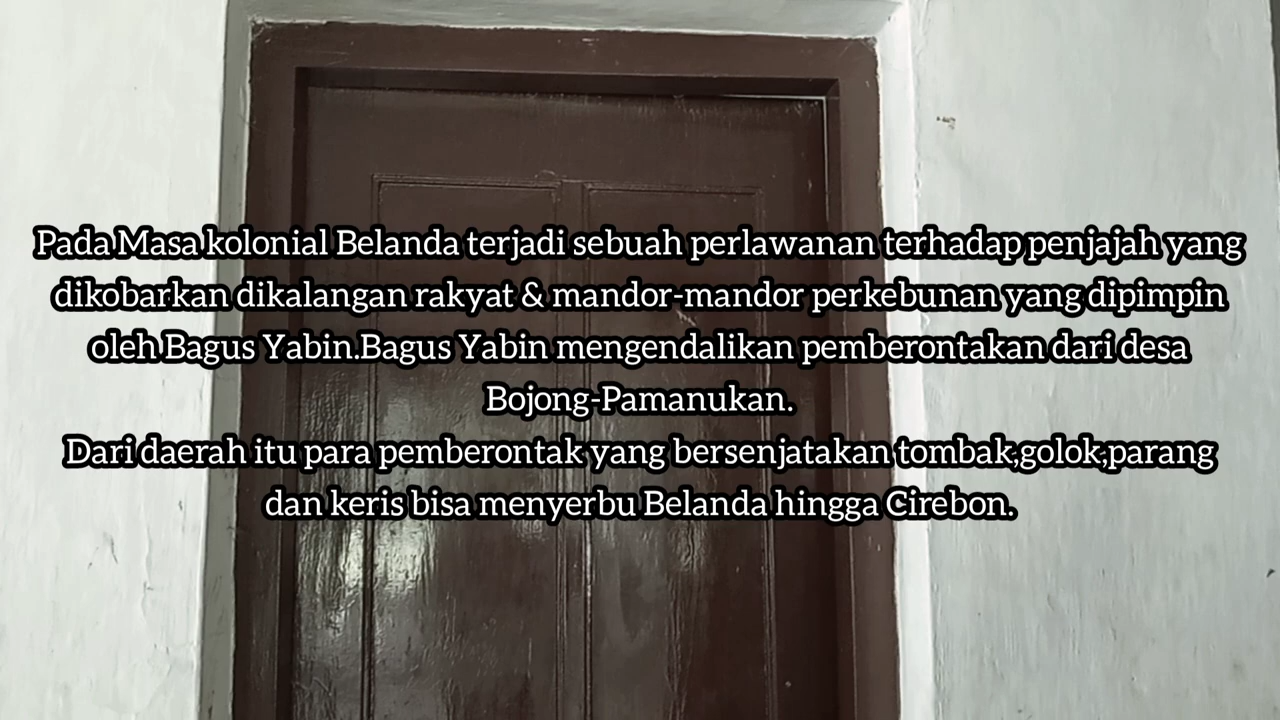 Pada Masa kolonial Belanda terjadi sebuah perlawanan terhadap penjajah yang
dikobarkan dikalangan rakyat & mandor-mandor perkebunan yang dipimpin
oleh Bagus Yabin.Bagus Yabin mengendalikan pemberontakan dari desa
Bojong-Pamanukan.
Dari daerah itu para pemberontak yang bersenjatakan tombak,golok,parang
dan keris bisa menyerbu Belanda hingga Cirebon.